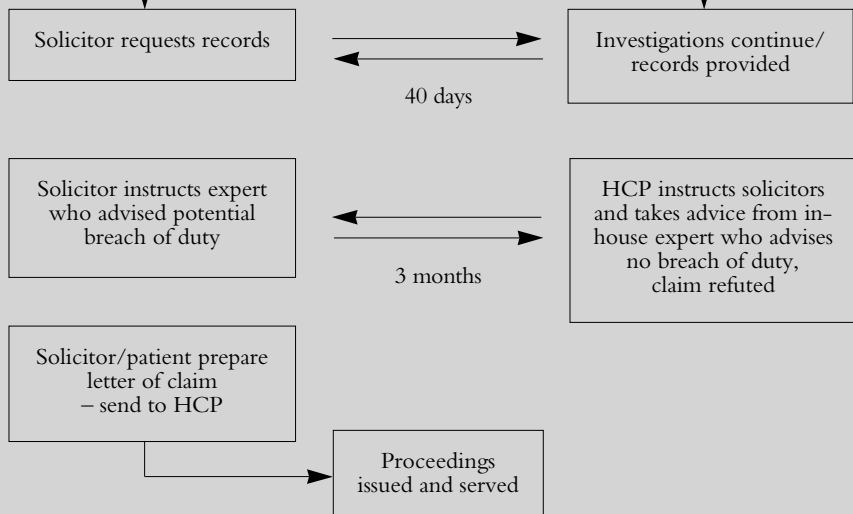 Solicitor requests records
Investigations continue/
records provided
40 days
Solicitor instructs expert
who advised potential
breach of duty
HCP instructs solicitors
and takes advice from in-
house expert who advises
no breach of duty,
claim refuted
3 months
Solicitor/patient prepare
letter of claim
– send to HCP
Proceedings
issued and served